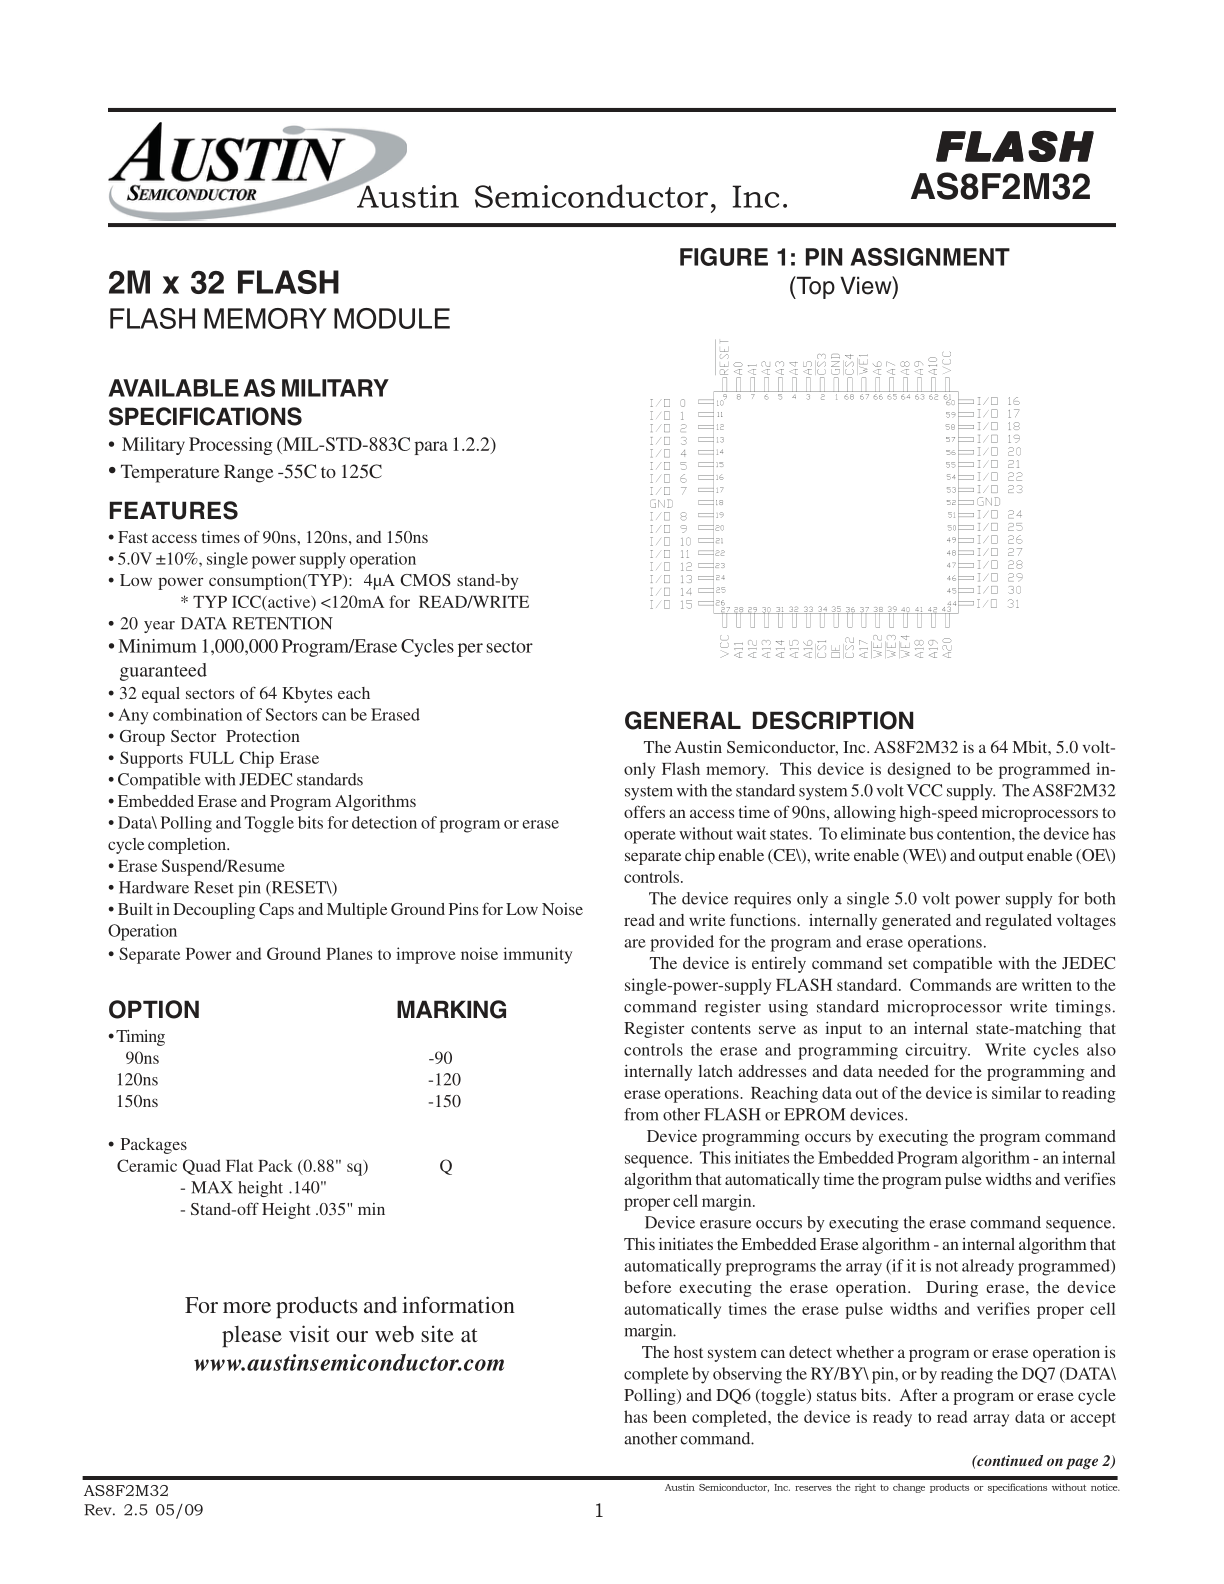 AUSTIN
SEMICONDUCTOR
Austin Semiconductor, Inc.
FLASH
AS8F2M32
2M x 32 FLASH
FLASH MEMORY MODULE
AVAILABLE AS MILITARY
SPECIFICATIONS
• Military Processing (MIL-STD-883C para 1.2.2)
• Temperature Range -55C to 125C
FEATURES
• Fast access times of 90ns, 120ns, and 150ns
• 5.0V ±10%, single power supply operation
• Low power consumption(TYP): 4µA CMOS stand-by
* TYP ICC(active) <120mA for READ/WRITE
• 20 year DATA RETENTION
• Minimum 1,000,000 Program/Erase Cycles per sector
guaranteed
• 32 equal sectors of 64 Kbytes each
• Any combination of Sectors can be Erased
• Group Sector Protection
• Supports FULL Chip Erase
• Compatible with JEDEC standards
• Embedded Erase and Program Algorithms
• Data\ Polling and Toggle bits for detection of program or erase
cycle completion.
• Erase Suspend/Resume
• Hardware Reset pin (RESET\)
• Built in Decoupling Caps and Multiple Ground Pins for Low Noise
Operation
• Separate Power and Ground Planes to improve noise immunity
OPTION MARKING
• Timing
90ns -90
120ns -120
150ns -150
• Packages
Ceramic Quad Flat Pack (0.88" sq) Q
- MAX height .140"
- Stand-off Height .035" min
For more products and information
please visit our web site at
www.austinsemiconductor.com
FIGURE 1: PIN ASSIGNMENT
(Top View)
RESET A0 A1 A2 A3 A4 A5 CS3 GND CS4 WE1 A6 A7 A8 A9 A10 VCC
9 8 7 6 5 4 3 2 1 68 67 66 65 64 63 62 61
I/O 0 10 60 I/O 16
I/O 1 11 59 I/O 17
I/O 2 12 58 I/O 18
I/O 3 13 57 I/O 19
I/O 4 14 56 I/O 20
I/O 5 15 55 I/O 21
I/O 6 16 54 I/O 22
I/O 7 17 53 I/O 23
GND 18 52 GND
I/O 8 19 51 I/O 24
I/O 9 20 50 I/O 25
I/O 10 21 49 I/O 26
I/O 11 22 48 I/O 27
I/O 12 23 47 I/O 28
I/O 13 24 46 I/O 29
I/O 14 25 45 I/O 30
I/O 15 26 44 I/O 31
27 28 29 30 31 32 33 34 35 36 37 38 39 40 41 42 43
VCC A11 A12 A13 A14 A15 A16 CS1 OE CS2 A17 WE2 WE3 WE4 A18 A19 A20
GENERAL DESCRIPTION
The Austin Semiconductor, Inc. AS8F2M32 is a 64 Mbit, 5.0 volt-
only Flash memory. This device is designed to be programmed in-
system with the standard system 5.0 volt VCC supply. The AS8F2M32
offers an access time of 90ns, allowing high-speed microprocessors to
operate without wait states. To eliminate bus contention, the device has
separate chip enable (CE\), write enable (WE\) and output enable (OE\)
controls.
The device requires only a single 5.0 volt power supply for both
read and write functions. internally generated and regulated voltages
are provided for the program and erase operations.
The device is entirely command set compatible with the JEDEC
single-power-supply FLASH standard. Commands are written to the
command register using standard microprocessor write timings.
Register contents serve as input to an internal state-matching that
controls the erase and programming circuitry. Write cycles also
internally latch addresses and data needed for the programming and
erase operations. Reaching data out of the device is similar to reading
from other FLASH or EPROM devices.
Device programming occurs by executing the program command
sequence. This initiates the Embedded Program algorithm - an internal
algorithm that automatically time the program pulse widths and verifies
proper cell margin.
Device erasure occurs by executing the erase command sequence.
This initiates the Embedded Erase algorithm - an internal algorithm that
automatically preprograms the array (if it is not already programmed)
before executing the erase operation. During erase, the device
automatically times the erase pulse widths and verifies proper cell
margin.
The host system can detect whether a program or erase operation is
complete by observing the RY/BY\ pin, or by reading the DQ7 (DATA\
Polling) and DQ6 (toggle) status bits. After a program or erase cycle
has been completed, the device is ready to read array data or accept
another command.
(continued on page 2)
AS8F2M32
Rev. 2.5 05/09
1
Austin Semiconductor, Inc. reserves the right to change products or specifications without notice.